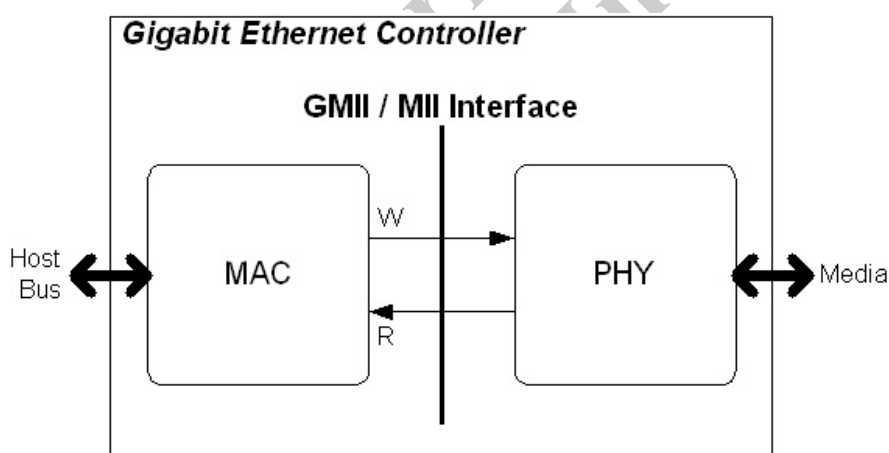 Gigabit Ethernet Controller
GMII / MII Interface
W
MAC
PHY
Host
Bus
Media
R